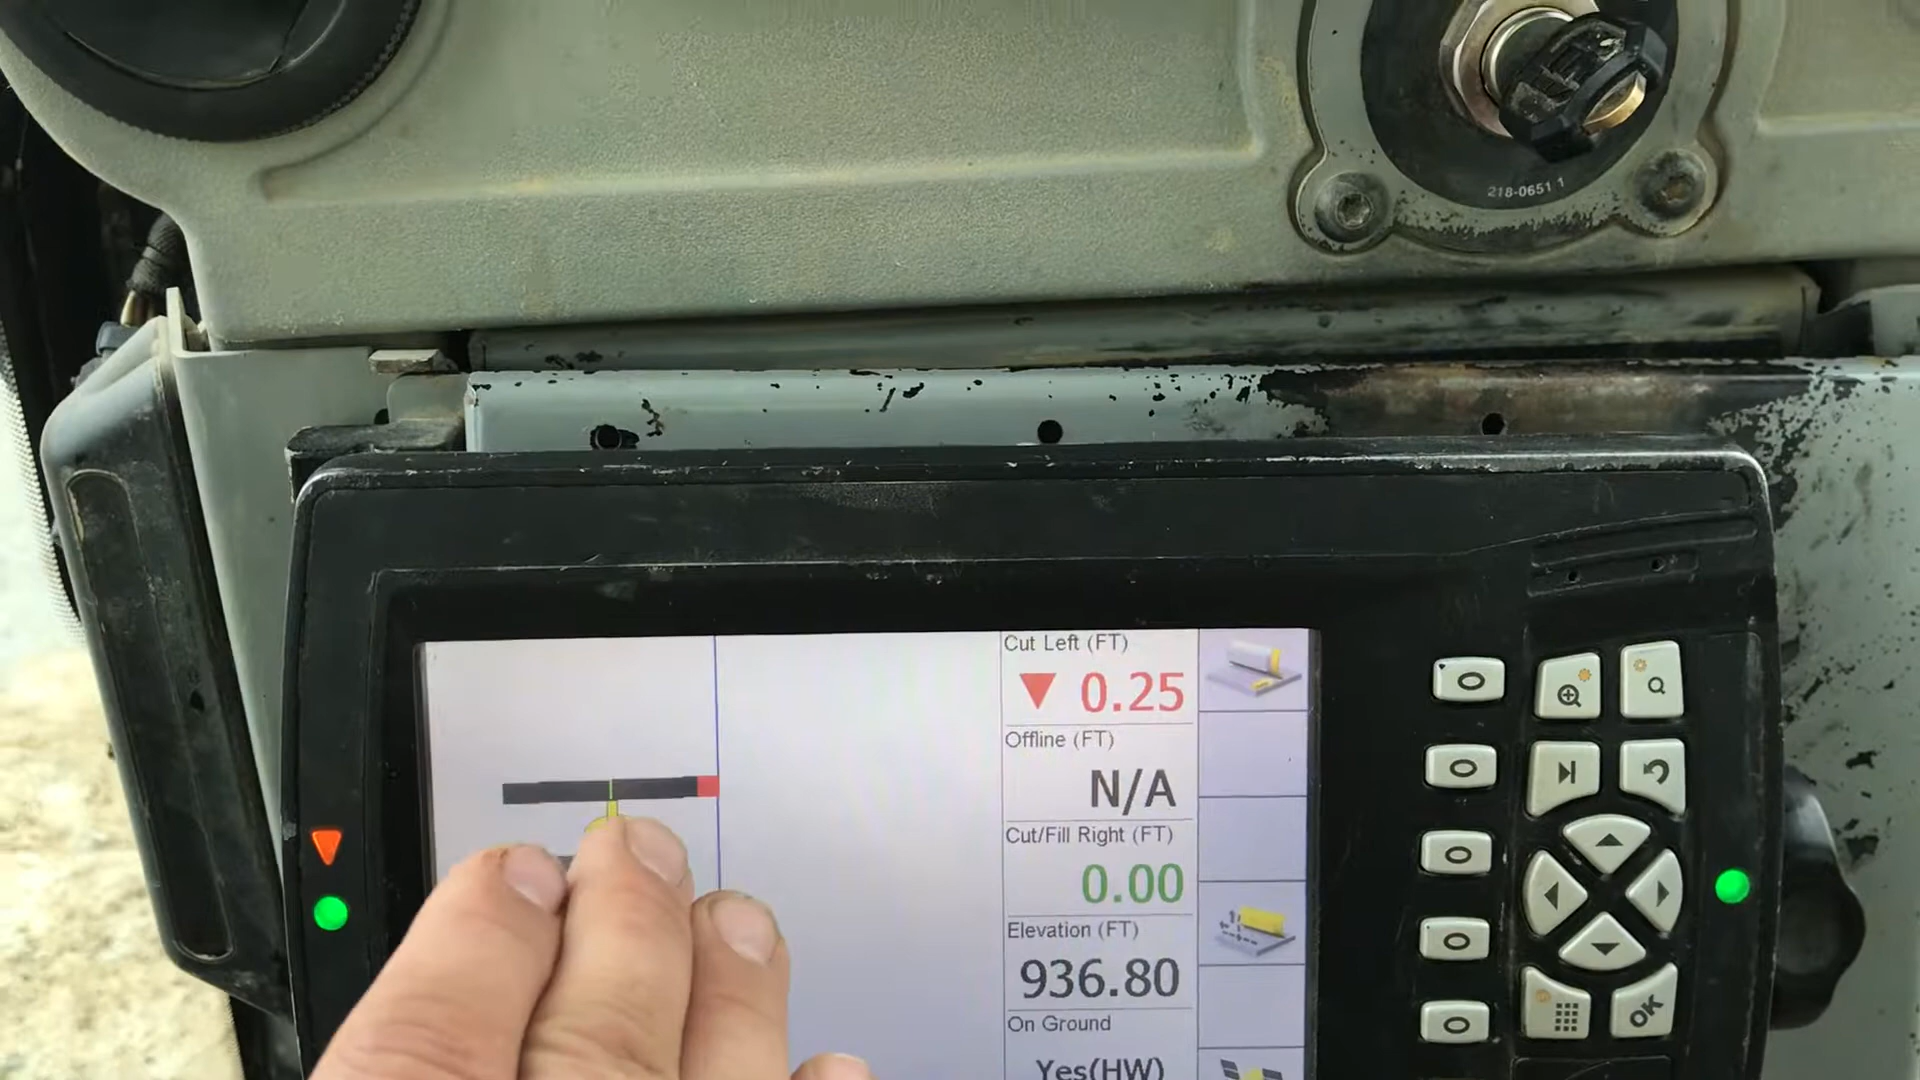 218-0651 1
Cut Left (FT)
0.25
Offline (FT)
N/A
Cut/Fill Right (FT)
0.00
Elevation (FT)
936.80
On Ground
Yes(HW)
OK